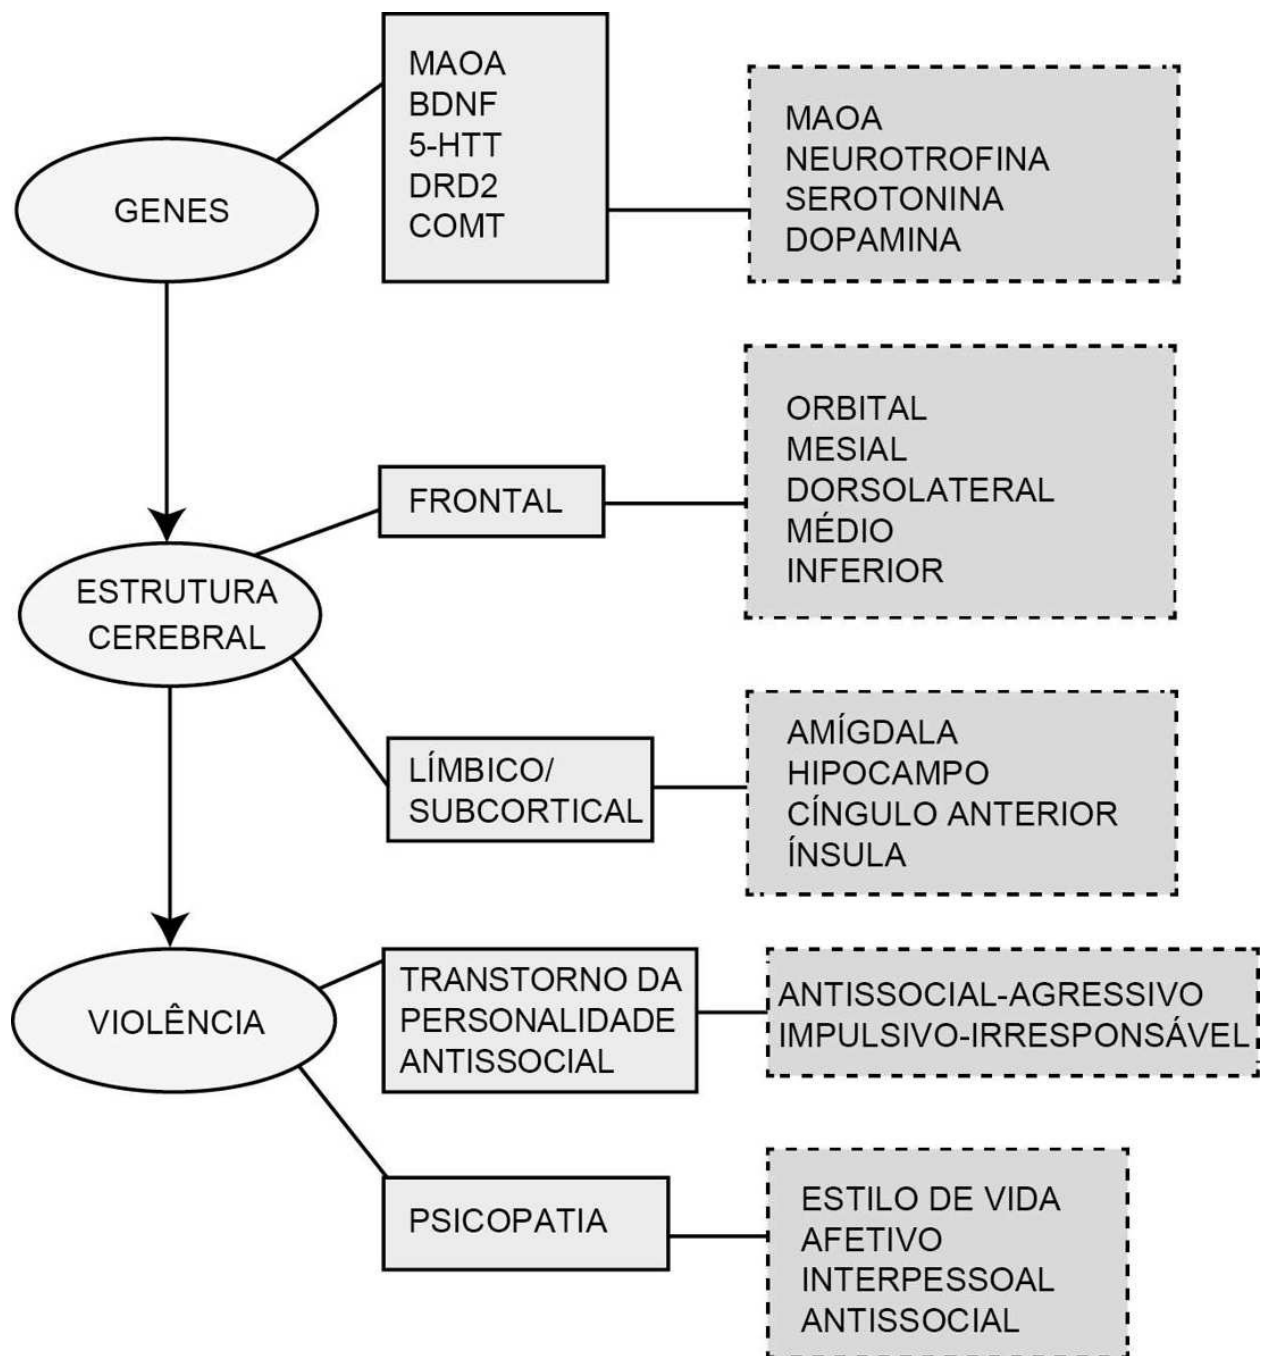 GENES
MAOA
BDNF
5-HTT
DRD2
COMT
MAOA
NEUROTROFINA
SEROTONINA
DOPAMINA
ESTRUTURA
CEREBRAL
FRONTAL
ORBITAL
MESIAL
DORSOLATERAL
MÉDIO
INFERIOR
LÍMBICO/
SUBCORTICAL
AMÍGDALA
HIPOCAMPO
CÍNGULO ANTERIOR
ÍNSULA
VIOLÊNCIA
TRANSTORNO DA
PERSONALIDADE
ANTISSOCIAL
ANTISSOCIAL-AGRESSIVO
IMPULSIVO-IRRESPONSÁVEL
PSICOPATIA
ESTILO DE VIDA
AFETIVO
INTERPESSOAL
ANTISSOCIAL